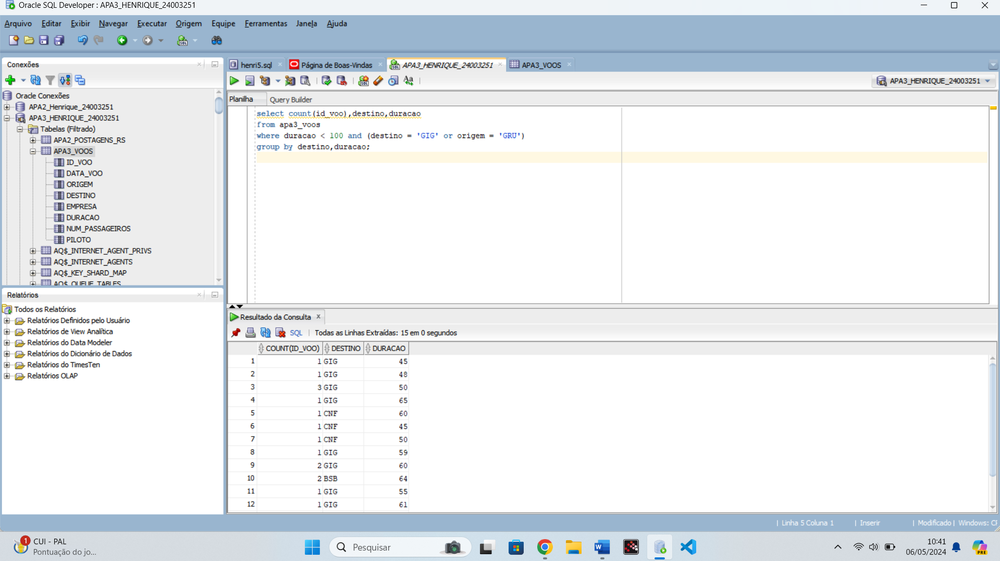 Oracle SQL Developer : APA3_HENRIQUE_24003251
Arquivo Editar Exibir Navegar Executar Origem Equipe Ferramentas Janela Ajuda
Conexões
Oracle Conexões
APA2_Henrique_24003251
APA3_HENRIQUE_24003251
Tabelas (Filtrado)
APA2_POSTAGENS_RS
APA3_VOOS
ID_VOO
DATA_VOO
ORIGEM
DESTINO
EMPRESA
DURACAO
NUM_PASSAGEIROS
PILOTO
AQ$_INTERNET_AGENT_PRIVS
AQ$_INTERNET_AGENTS
AQ$_KEY_SHARD_MAP
AQ$_QUEUE_TABLES
Relatórios
Todos os Relatórios
Relatórios Definidos pelo Usuário
Relatórios de View Analítica
Relatórios do Data Modeler
Relatórios do Dicionário de Dados
Relatórios do TimesTen
Relatórios OLAP
henri5.sql Página de Boas-Vindas APA3_HENRIQUE_24003251 APA3_VOOS
APA3_HENRIQUE_24003251
Planilha Query Builder
select count(id_voo),destino,duracao
from apa3_voos
where duracao < 100 and (destino = 'GIG' or origem = 'GRU')
group by destino,duracao;
Resultado da Consulta
SQL | Todas as Linhas Extraídas: 15 em 0 segundos
COUNT(ID_VOO) DESTINO DURACAO
1 1 GIG 45
2 1 GIG 48
3 3 GIG 50
4 1 GIG 65
5 1 CNF 60
6 1 CNF 45
7 1 CNF 50
8 1 GIG 59
9 2 GIG 60
10 2 BSB 64
11 1 GIG 55
12 1 GIG 61
| Linha 5 Coluna 1 | Inserir | Modificado | Windows: CF
1 CUI - PAL
Pontuação do jo...
Pesquisar
10:41
06/05/2024
PRE